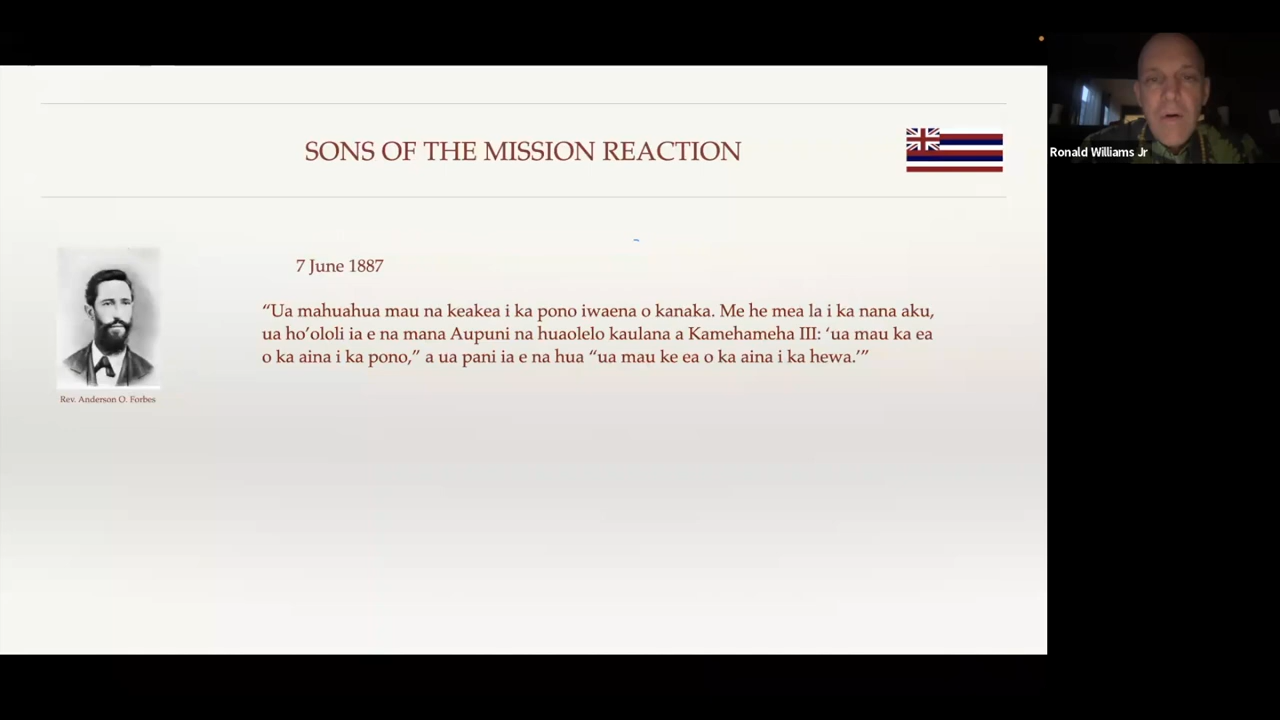 SONS OF THE MISSION REACTION
Ronald Williams Jr
7 June 1887
“Ua mahuahua mau na keakea i ka pono iwaena o kanaka. Me he mea la i ka nana aku,
ua ho’ololi ia e na mana Aupuni na huaolelo kaulana a Kamehameha III: ‘ua mau ka ea
o ka aina i ka pono,” a ua pani ia e na hua “ua mau ke ea o ka aina i ka hewa.’”
Rev. Anderson O. Forbes